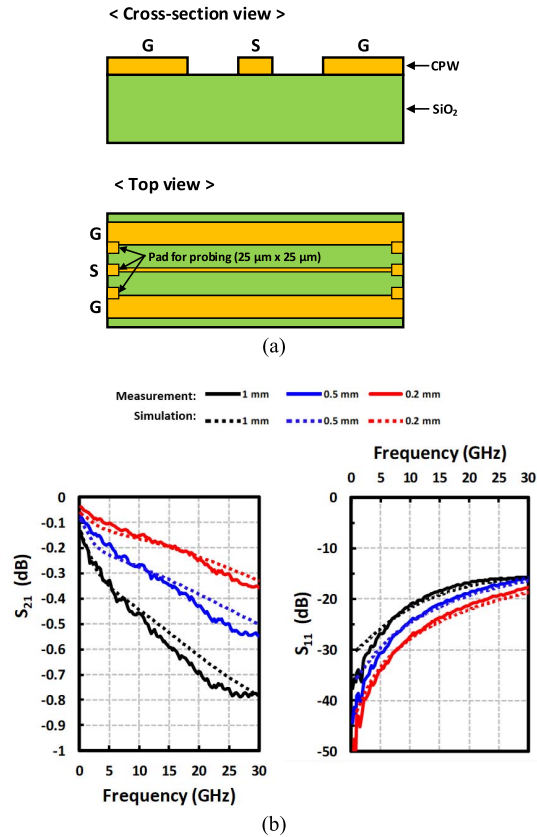 < Cross-section view >
G S G
CPW
SiO₂
< Top view >
G
Pad for probing (25 µm x 25 µm)
S
G
(a)
Measurement: 1 mm 0.5 mm 0.2 mm
Simulation: 1 mm 0.5 mm 0.2 mm
0
-0.1
-0.2
-0.3
-0.4
-0.5
-0.6
-0.7
-0.8
-0.9
-1
S₂₁ (dB)
0 5 10 15 20 25 30
Frequency (GHz)
Frequency (GHz)
0 5 10 15 20 25 30
-10
-20
-30
-40
-50
S₁₁ (dB)
(b)